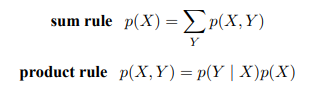 sum rule p(X) = ∑_Y p(X, Y)
product rule p(X, Y) = p(Y | X)p(X)